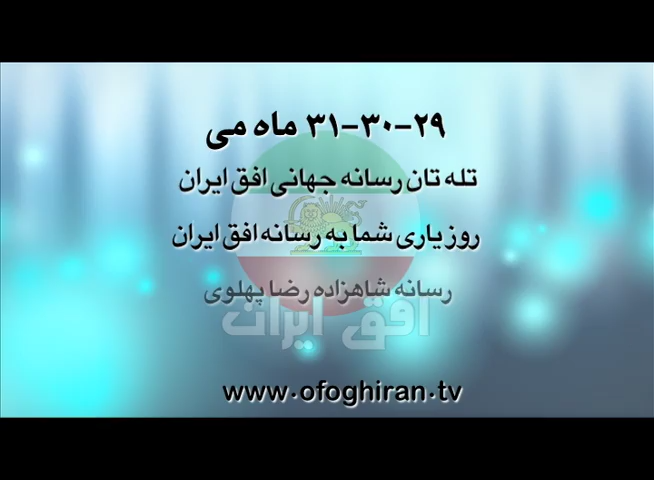 ۲۹-۳۰-۳۱ ماه می
تله تان رسانه جهانی افق ایران
روز یاری شما به رسانه افق ایران
رسانه شاهزاده رضا پهلوی
افق ایران
www.ofoghiran.tv